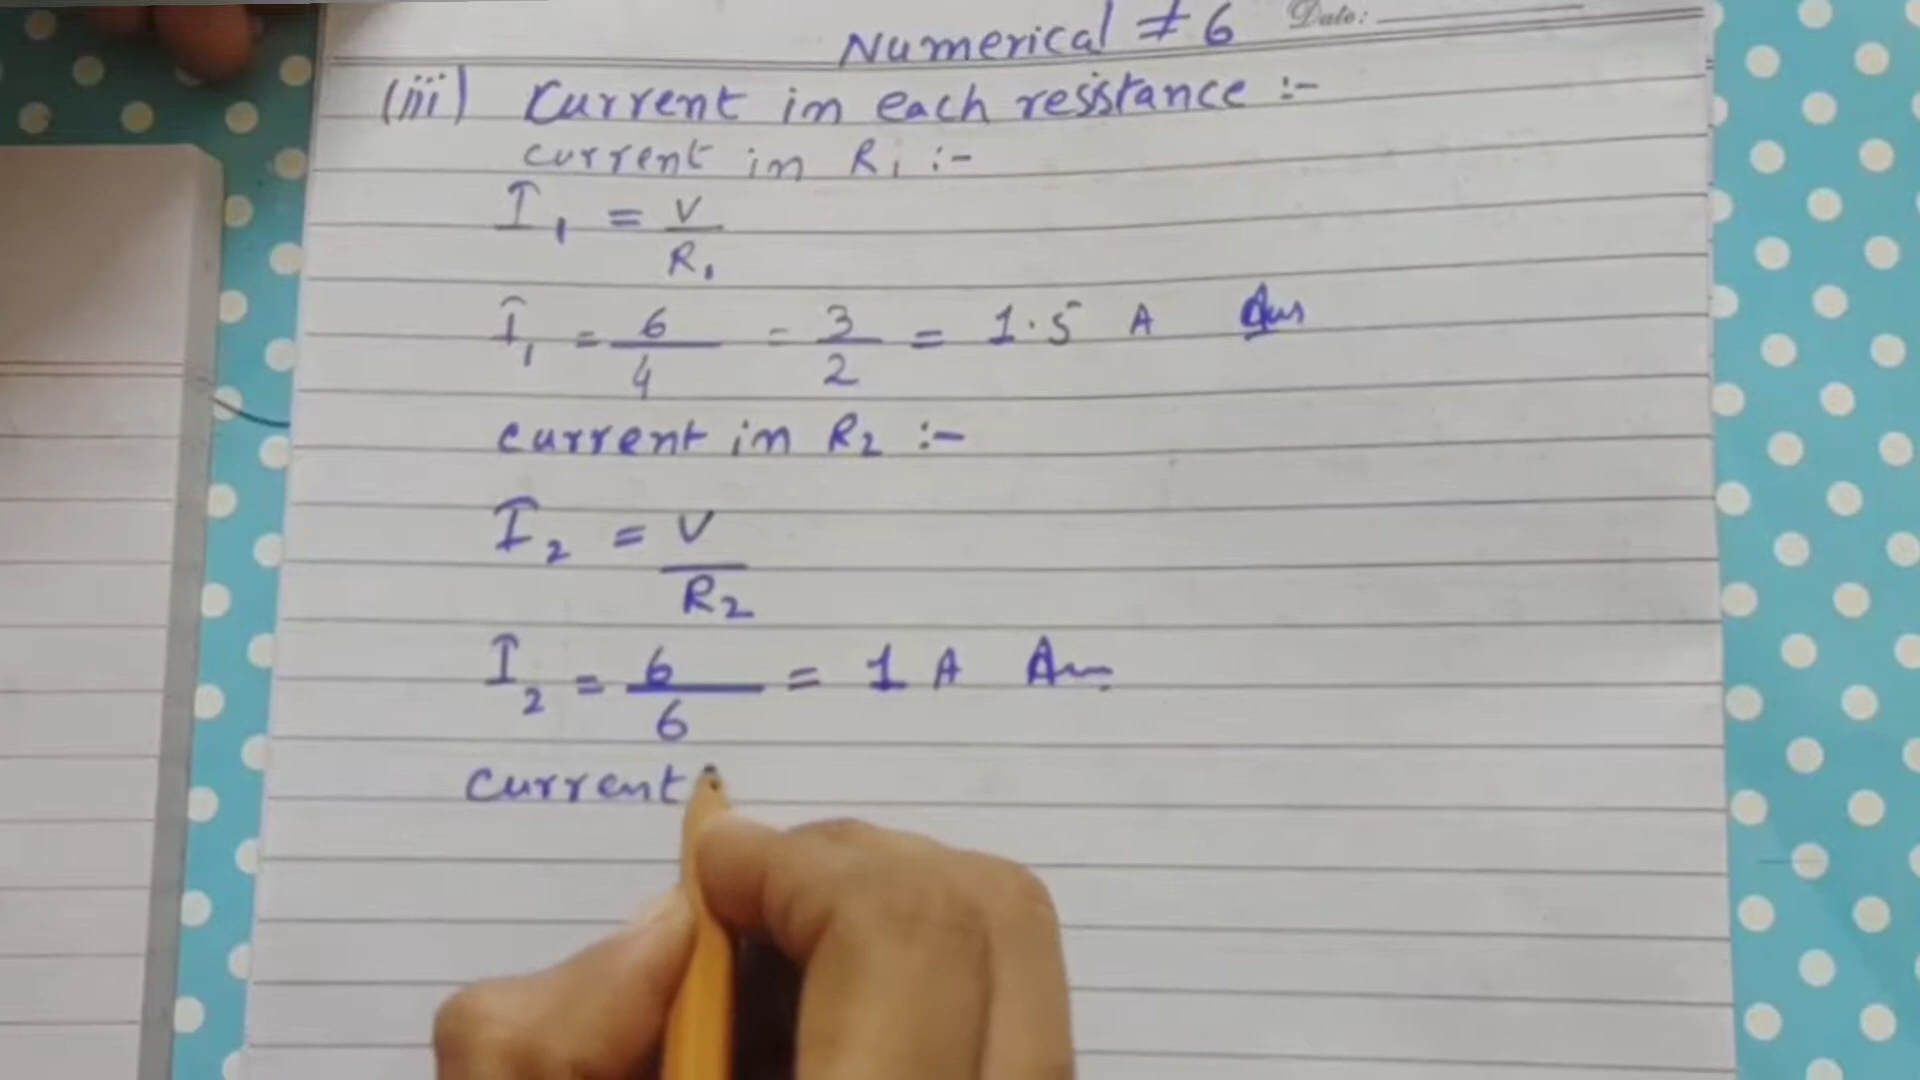 Numerical # 6 Date:
(iii) Current in each resistance :-
current in R1 :-
I1 = V/R1
I1 = 6/4 = 3/2 = 1.5 A Ans
current in R2 :-
I2 = V/R2
I2 = 6/6 = 1 A Ans
current